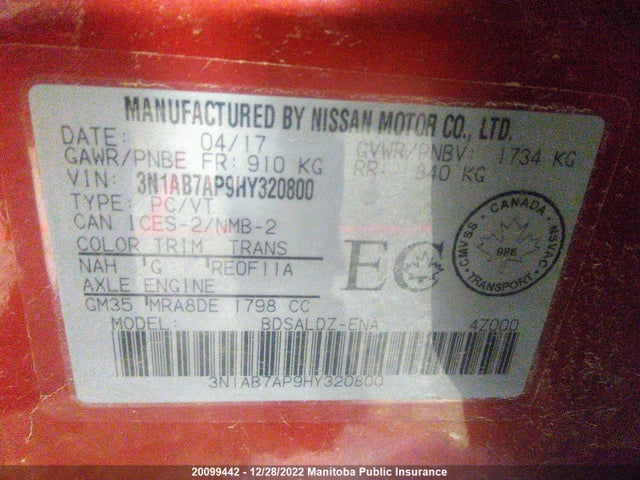 MANUFACTURED BY NISSAN MOTOR CO., LTD.
DATE: 04/17 GVWR/PNBV: 1734 KG
GAWR/PNBE FR: 910 KG RR: 840 KG
VIN: 3N1AB7AP9HY320800
TYPE: PC/VT
CAN ICES-2/NMB-2
COLOR TRIM TRANS
NAH G RE0F11A
AXLE ENGINE
GM35 MRA8DE 1798 CC
EC
CANADA
CMVSS NSVAC
TRANSPORT
MODEL: BDSALDZ-ENA 4Z000
3N1AB7AP9HY320800
20099442 - 12/28/2022 Manitoba Public Insurance